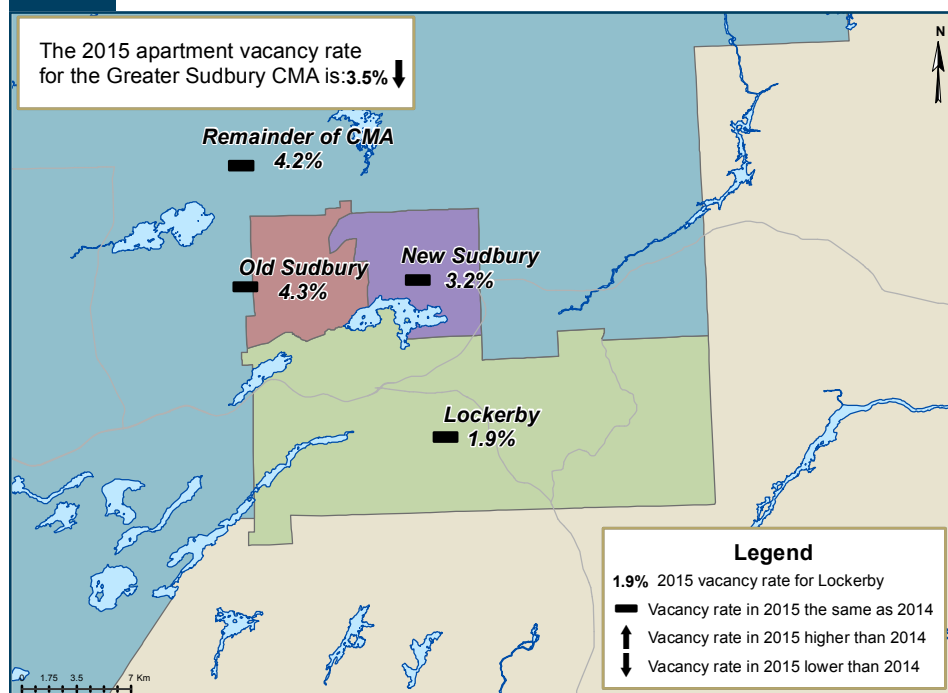 The 2015 apartment vacancy rate
for the Greater Sudbury CMA is:3.5%
N
Remainder of CMA
4.2%
Old Sudbury
4.3%
New Sudbury
3.2%
Lockerby
1.9%
Legend
1.9% 2015 vacancy rate for Lockerby
Vacancy rate in 2015 the same as 2014
Vacancy rate in 2015 higher than 2014
Vacancy rate in 2015 lower than 2014
0 1.75 3.5 7 Km